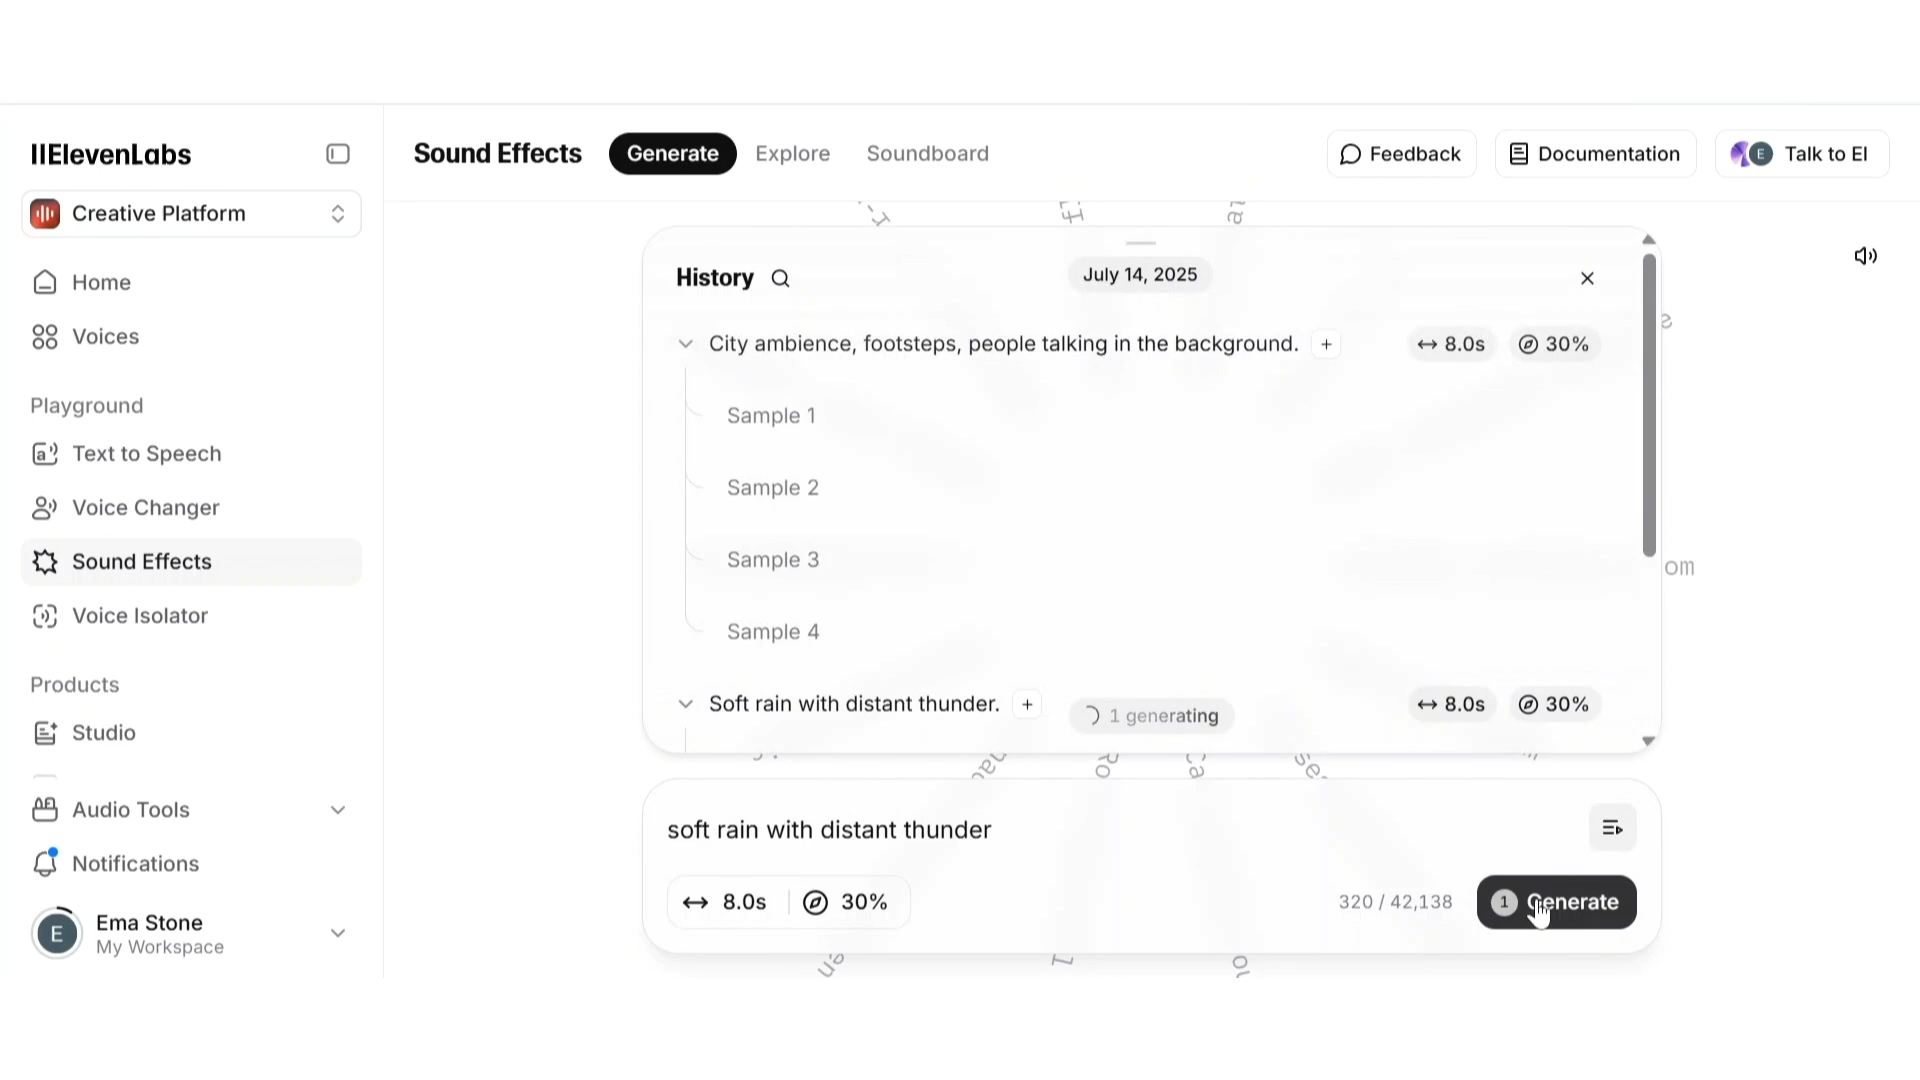 IIElevenLabs
Creative Platform
Home
Voices
Playground
Text to Speech
Voice Changer
Sound Effects
Voice Isolator
Products
Studio
Audio Tools
Notifications
E
Ema Stone
My Workspace
Sound Effects
Generate
Explore
Soundboard
Feedback
Documentation
E
Talk to El
History
July 14, 2025
City ambience, footsteps, people talking in the background.
+
8.0s
30%
Sample 1
Sample 2
Sample 3
Sample 4
Soft rain with distant thunder.
+
1 generating
8.0s
30%
om
soft rain with distant thunder
8.0s
30%
320 / 42,138
1 Generate